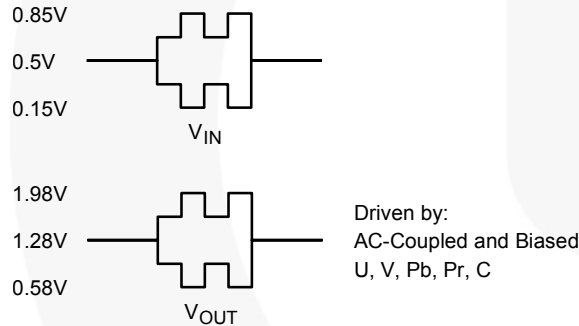 0.85V
0.5V
0.15V
VIN
1.98V
1.28V
0.58V
VOUT
Driven by:
AC-Coupled and Biased
U, V, Pb, Pr, C